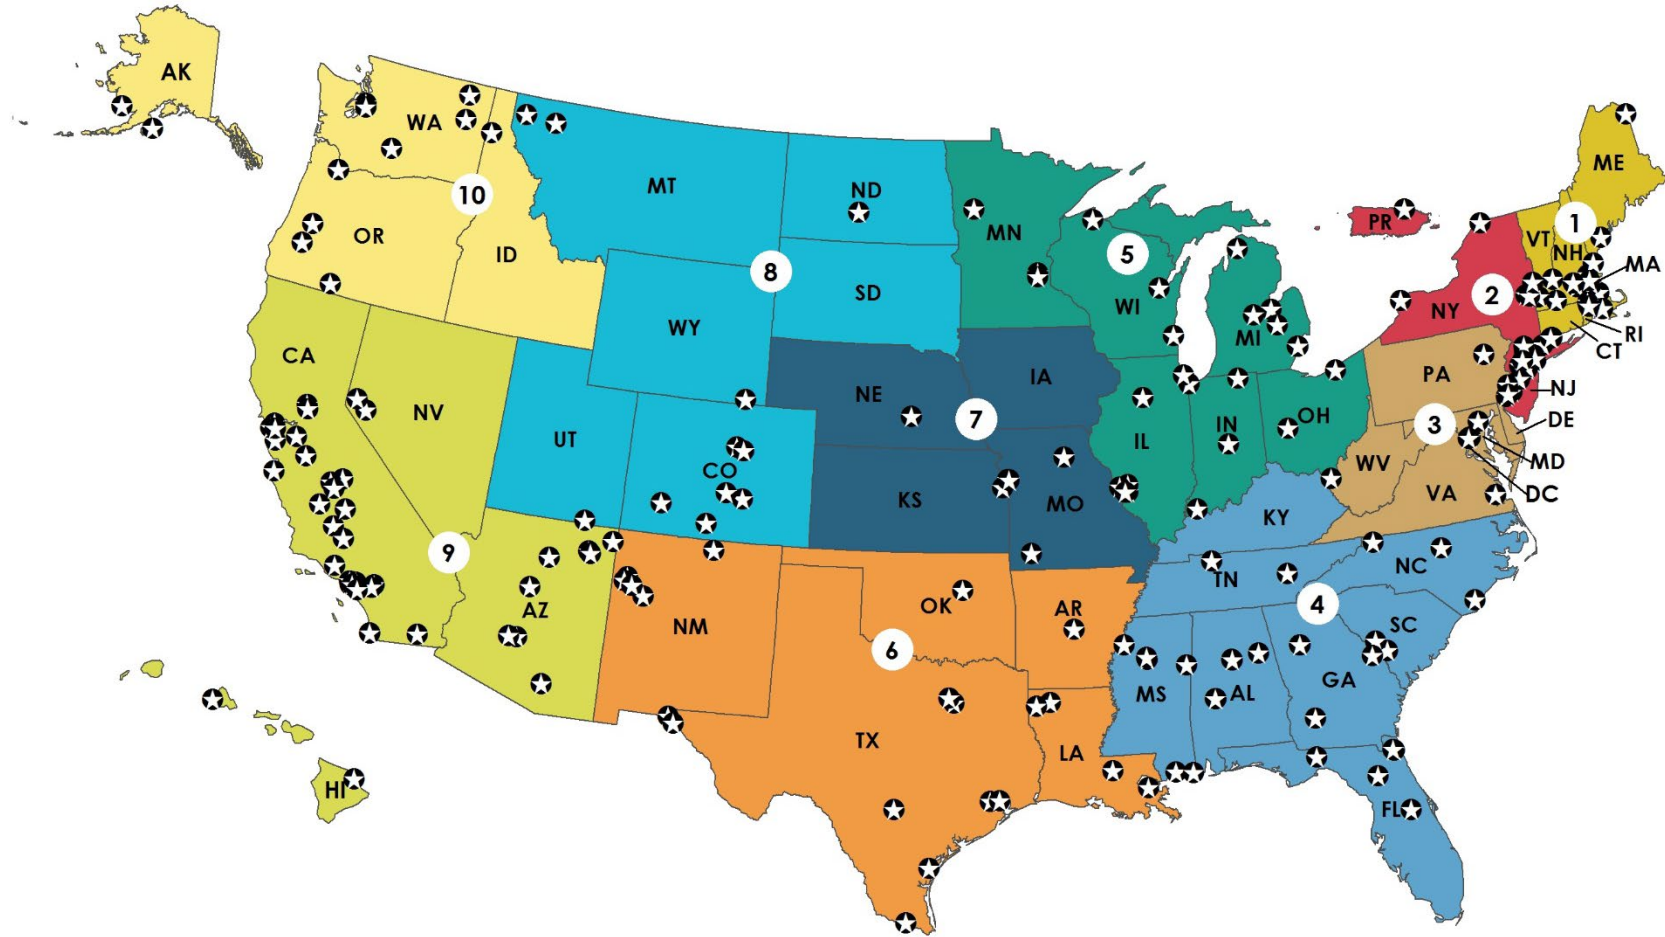 AK
WA
ME
10
MT
ND
MN
PR
1
VT
NH
OR
ID
8
5
MA
SD
WI
2
NY
WY
MI
RI
CT
CA
NE
IA
PA
NJ
NV
7
IL
IN
OH
3
DE
UT
CO
WV
MD
KS
MO
VA
DC
KY
9
NC
TN
AZ
OK
AR
4
NM
6
SC
MS
AL
GA
TX
LA
HI
FL